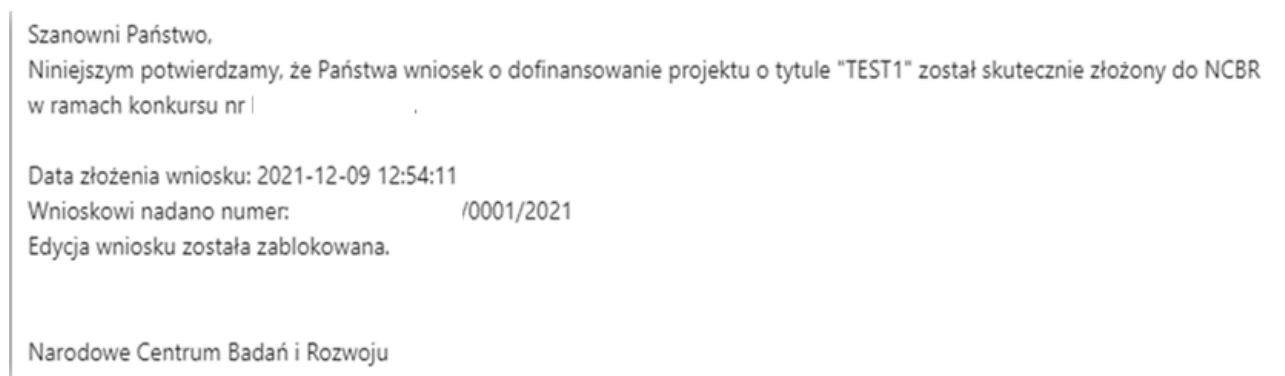 Szanowni Państwo,
Niniejszym potwierdzamy, że Państwa wniosek o dofinansowanie projektu o tytule "TEST1" został skutecznie złożony do NCBR
w ramach konkursu nr .
Data złożenia wniosku: 2021-12-09 12:54:11
Wnioskowi nadano numer: /0001/2021
Edycja wniosku została zablokowana.
Narodowe Centrum Badań i Rozwoju